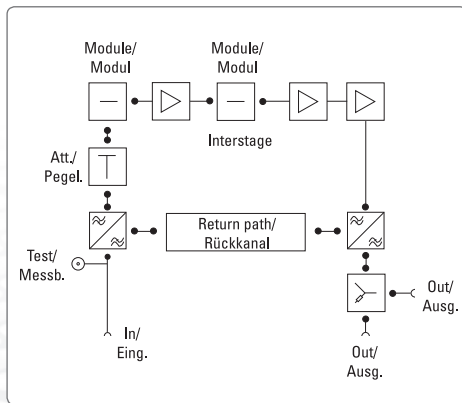 Module/
Modul
Module/
Modul
Interstage
Att./
Pegel.
Return path/
Rückkanal
Test/
Messb.
Out/
Ausg.
In/
Eing.
Out/
Ausg.